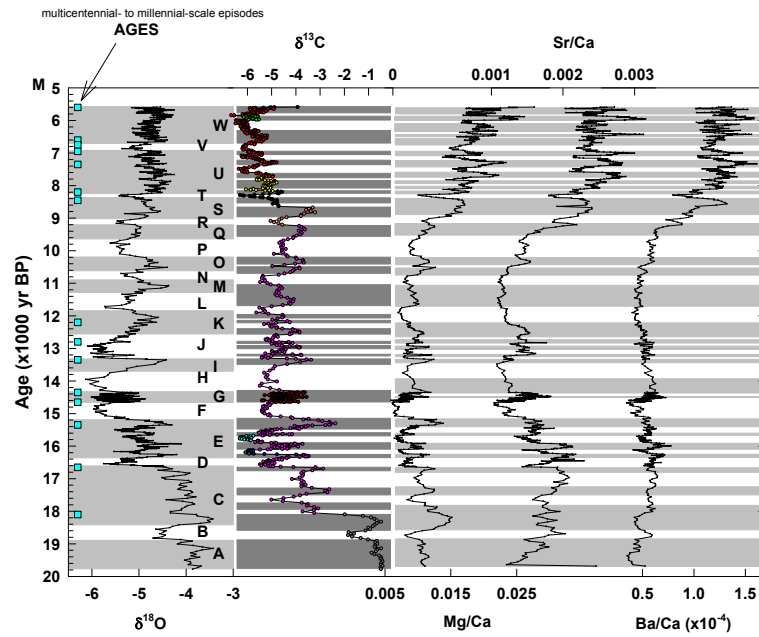 multicentennial- to millennial-scale episodes
AGES
δ13C
Sr/Ca
-6 -5 -4 -3 -2 -1 0 0.001 0.002 0.003
M 5
6 W
V
7
U
8
T
S
9
R
Q
10 P
O
11 N
M
L
12
K
13 J
I
14 H
G
15 F
E
16
D
17
C
18
B
19
A
20
-6 -5 -4 -3 0.005 0.015 0.025 0.5 1.0 1.5
δ18O
Mg/Ca
Ba/Ca (x10-4)
Age (x1000 yr BP)